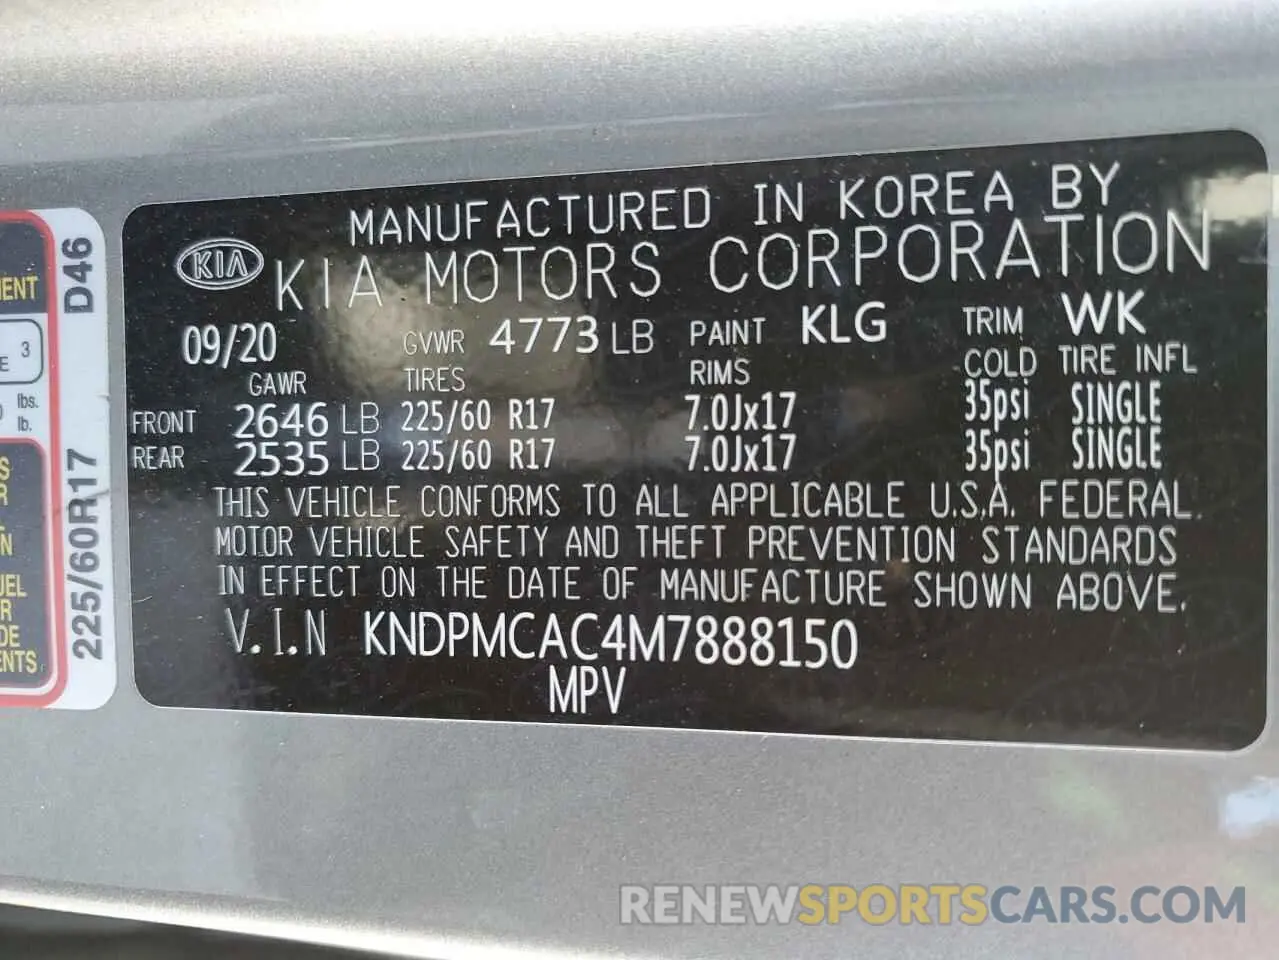 MANUFACTURED IN KOREA BY
KIA KIA MOTORS CORPORATION
09/20 GVWR 4773 LB PAINT KLG TRIM WK
GAWR TIRES RIMS COLD TIRE INFL
FRONT 2646 LB 225/60 R17 7.0Jx17 35psi SINGLE
REAR 2535 LB 225/60 R17 7.0Jx17 35psi SINGLE
THIS VEHICLE CONFORMS TO ALL APPLICABLE U.S.A. FEDERAL
MOTOR VEHICLE SAFETY AND THEFT PREVENTION STANDARDS
IN EFFECT ON THE DATE OF MANUFACTURE SHOWN ABOVE.
V.I.N KNDPMCAC4M7888150
MPV
D46
225/60R17
3
lbs.
lb.
RENEWSPORTSCARS.COM